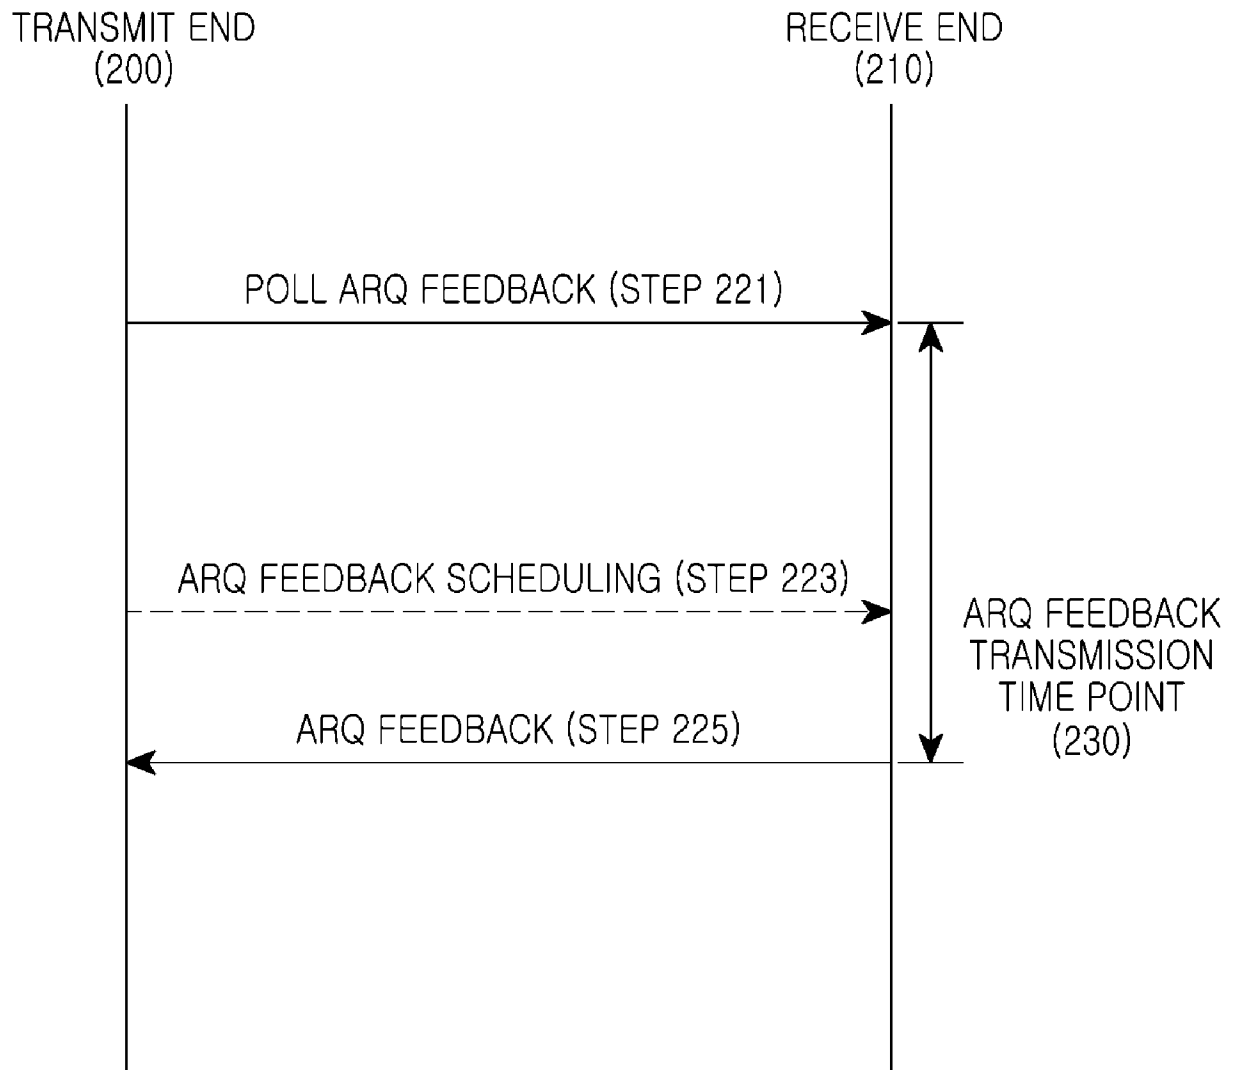 TRANSMIT END
(200)
RECEIVE END
(210)
POLL ARQ FEEDBACK (STEP 221)
ARQ FEEDBACK SCHEDULING (STEP 223)
ARQ FEEDBACK
TRANSMISSION
TIME POINT
(230)
ARQ FEEDBACK (STEP 225)